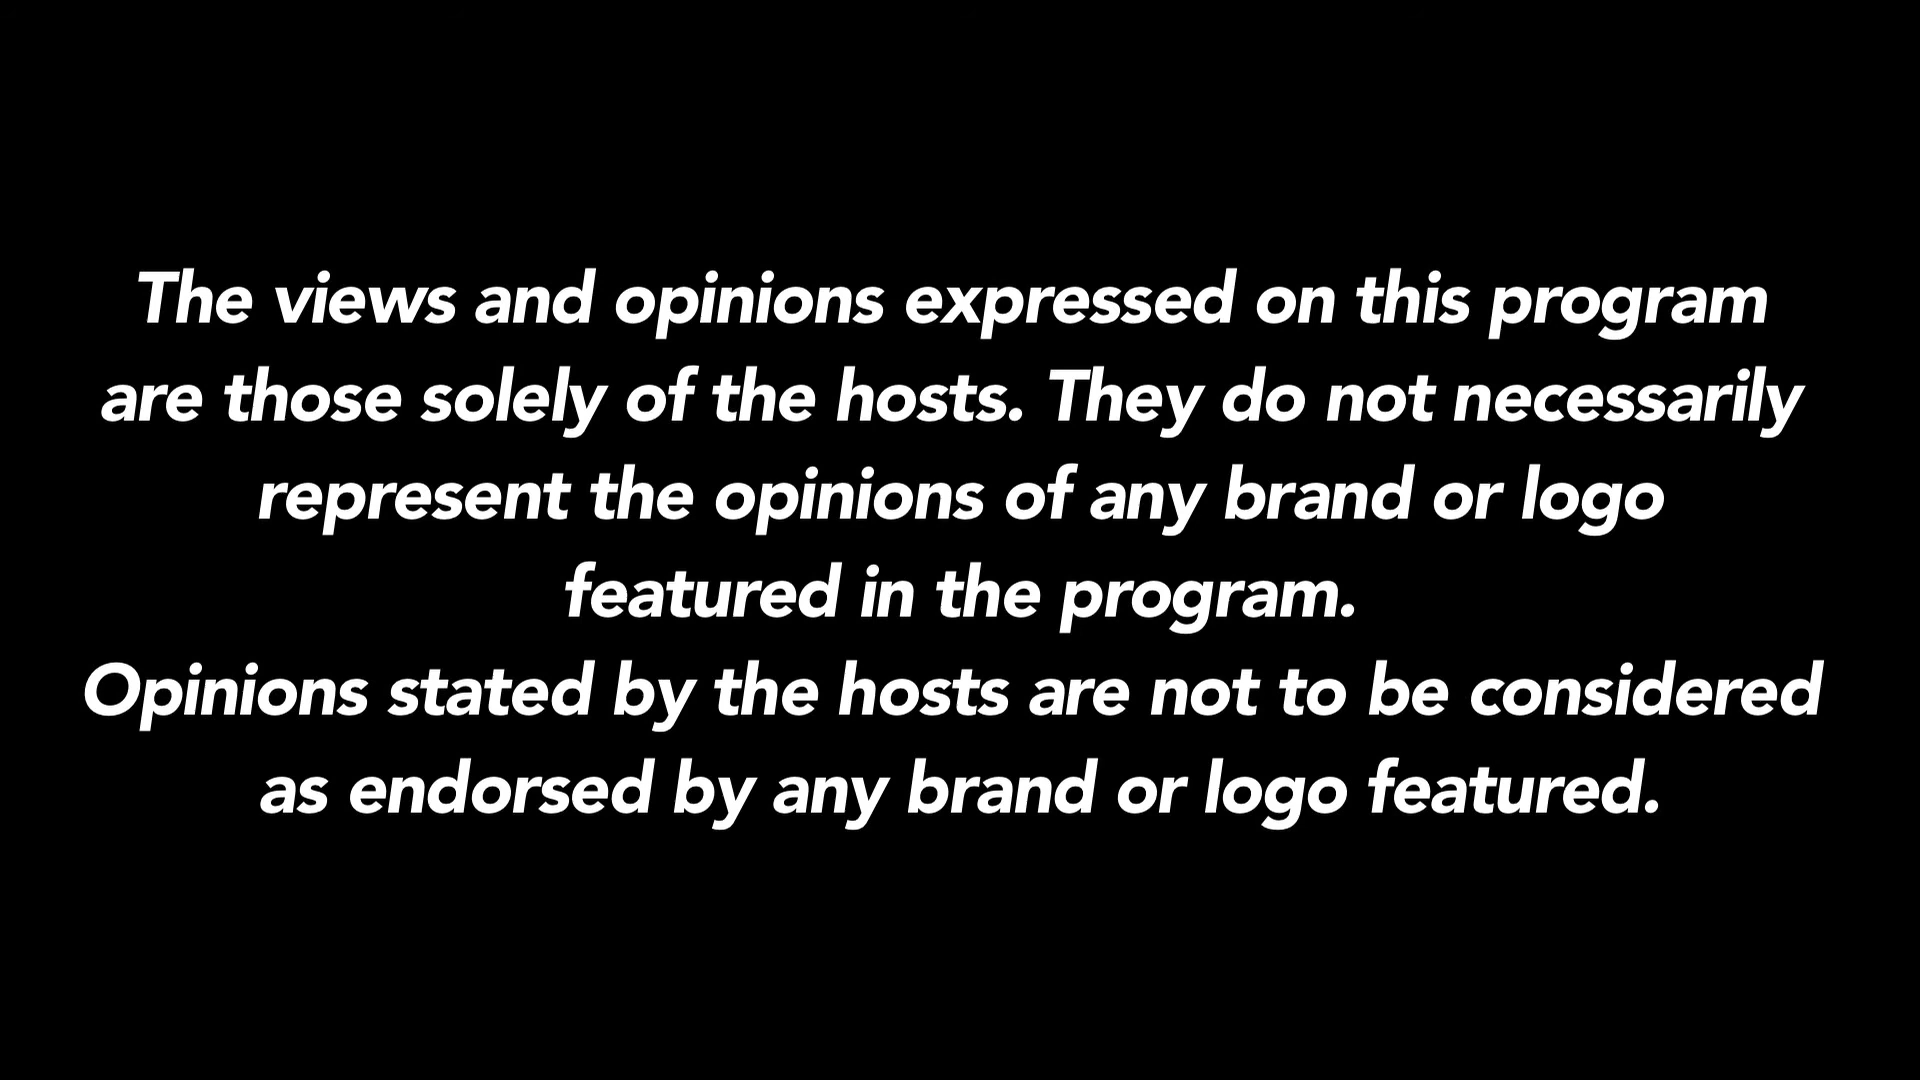 The views and opinions expressed on this program
are those solely of the hosts. They do not necessarily
represent the opinions of any brand or logo
featured in the program.
Opinions stated by the hosts are not to be considered
as endorsed by any brand or logo featured.